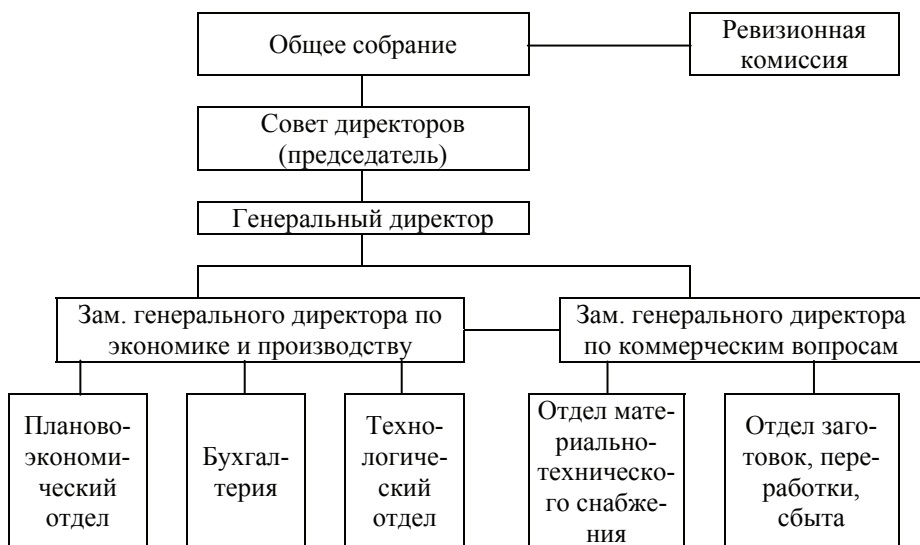 Общее собрание
Ревизионная
комиссия
Совет директоров
(председатель)
Генеральный директор
Зам. генерального директора по
экономике и производству
Зам. генерального директора
по коммерческим вопросам
Планово-
экономи-
ческий
отдел
Бухгал-
терия
Техно-
логиче-
ский
отдел
Отдел мате-
риально-
техническо-
го снабже-
ния
Отдел заго-
товок, пере-
работки,
сбыта